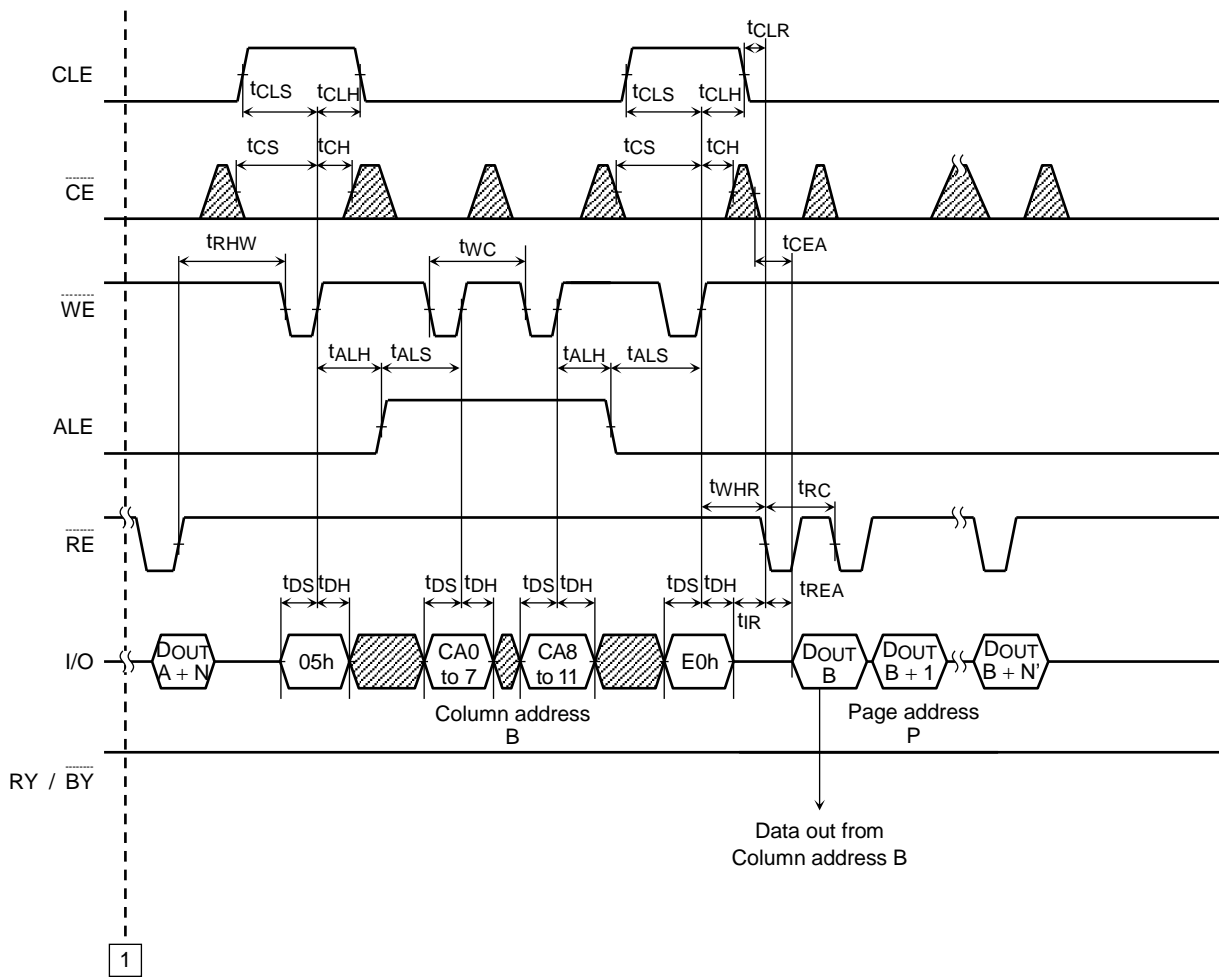 tCLR
CLE
tCLS tCLH tCLS tCLH
tCS tCH tCS tCH
CE
tRHW tWC tCEA
WE
tALH tALS tALH tALS
ALE
tWHR tRC
RE
tDS tDH tDS tDH tDS tDH tDS tDH tREA
tIR
I/O
DOUT
A + N
05h
CA0
to 7
CA8
to 11
E0h
DOUT
B
DOUT
B + 1
DOUT
B + N’
Column address
B
Page address
P
RY / BY
Data out from
Column address B
1